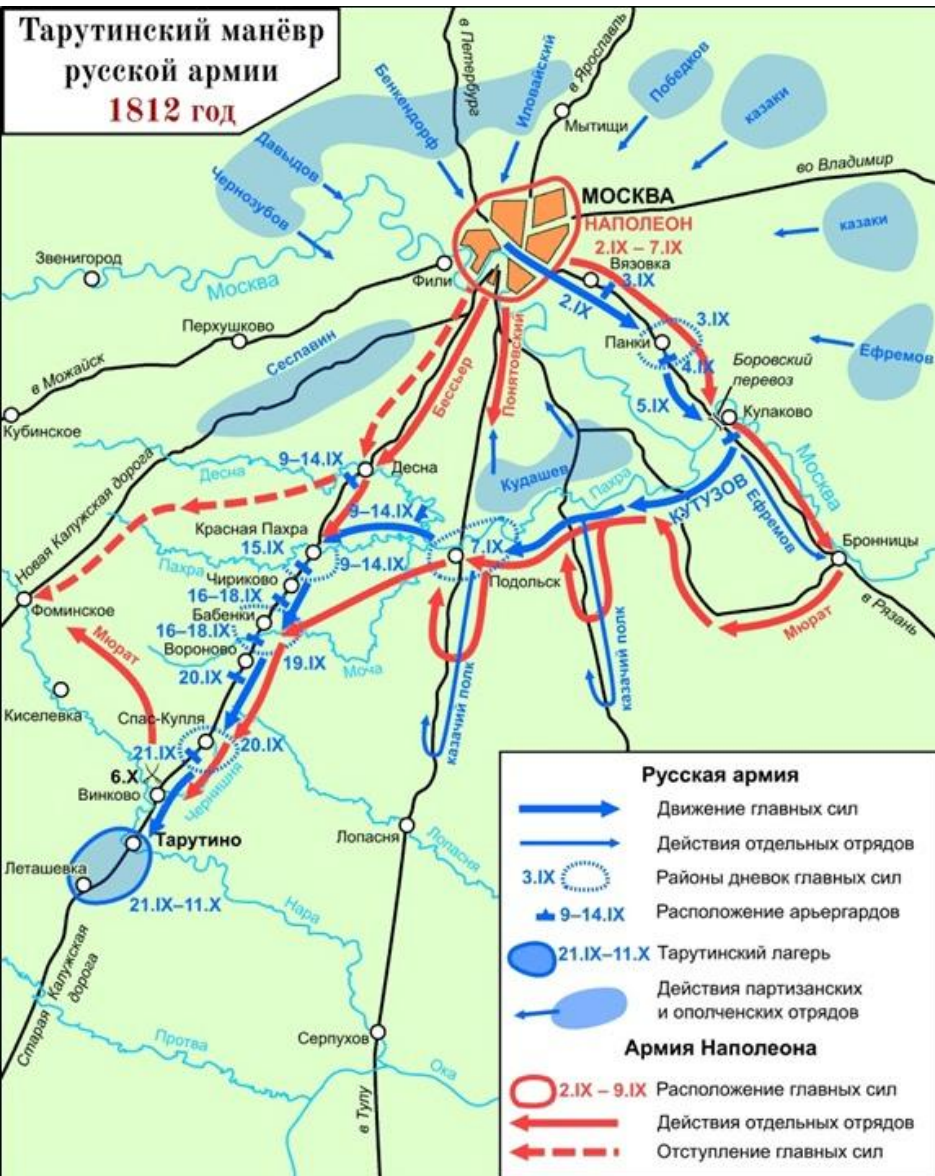 Тарутинский манёвр
русской армии
1812 год
в Петербург
в Ярославль
Бенкендорф
Иловайский
Победков
казаки
Мытищи
Давыдов
Чернозубов
во Владимир
МОСКВА
НАПОЛЕОН
2.IX – 7.IX
казаки
Звенигород
Москва
Фили
Вязовка
3.IX
2.IX
Перхушково
в Можайск
Сеславин
Панки
3.IX
4.IX
Ефремов
Понятовский
Бессьер
Боровский
перевоз
5.IX
Кулаково
Кубинское
Новая Калужская дорога
Десна
9–14.IX
Десна
Кудашев
Пахра
Москва
КУТУЗОВ
Ефремов
9–14.IX
Красная Пахра
15.IX
9–14.IX
7.IX
Подольск
Бронницы
Пахра
Чириково
16–18.IX
Бабенки
Фоминское
16–18.IX
Вороново
19.IX
Моча
Мюрат
в Рязань
Мюрат
20.IX
казачий полк
казачий полк
Киселевка
Спас-Купля
21.IX
20.IX
6.X
Винково
Чернишня
Тарутино
Лопасня
Лопасня
Леташевка
21.IX–11.X
Нара
Старая Калужская
дорога
Протва
Серпухов
Ока
в Тулу
Русская армия
Движение главных сил
Действия отдельных отрядов
3.IX Районы дневок главных сил
9–14.IX Расположение арьергардов
21.IX–11.X Тарутинский лагерь
Действия партизанских
и ополченских отрядов
Армия Наполеона
2.IX – 9.IX Расположение главных сил
Действия отдельных отрядов
Отступление главных сил